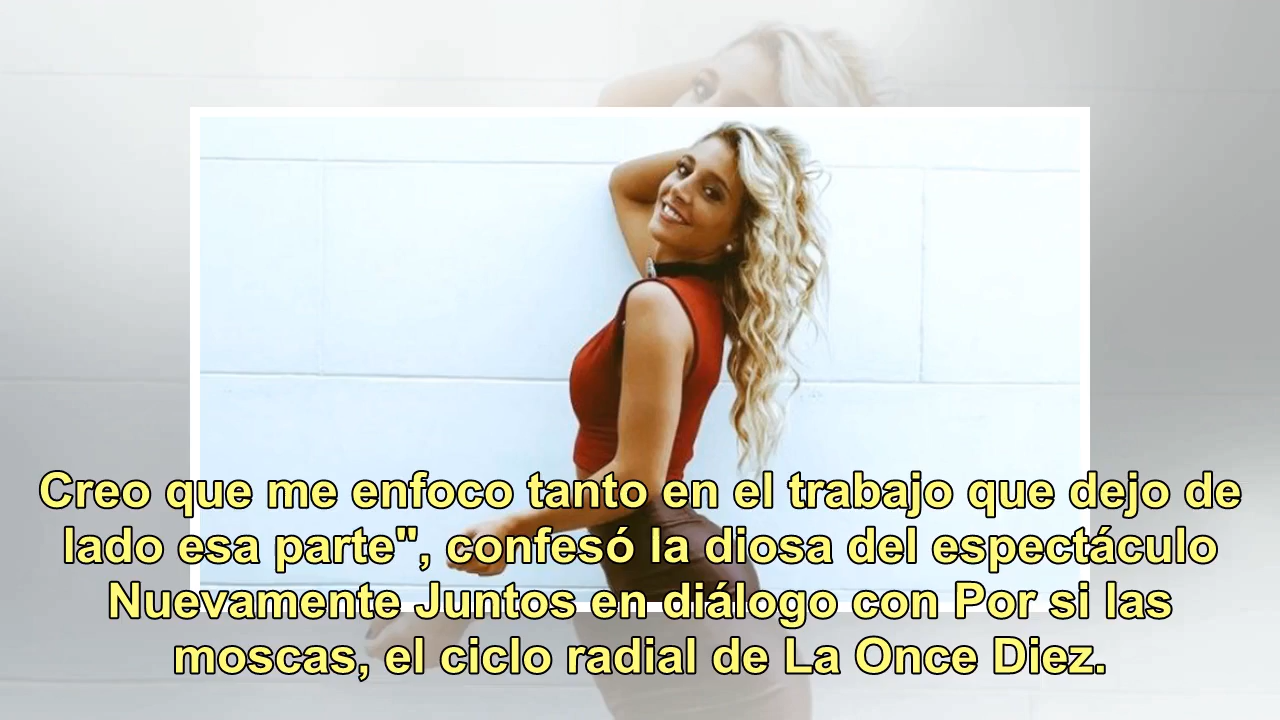 Creo que me enfoco tanto en el trabajo que dejo de
lado esa parte", confesó la diosa del espectáculo
Nuevamente Juntos en diálogo con Por si las
moscas, el ciclo radial de La Once Diez.